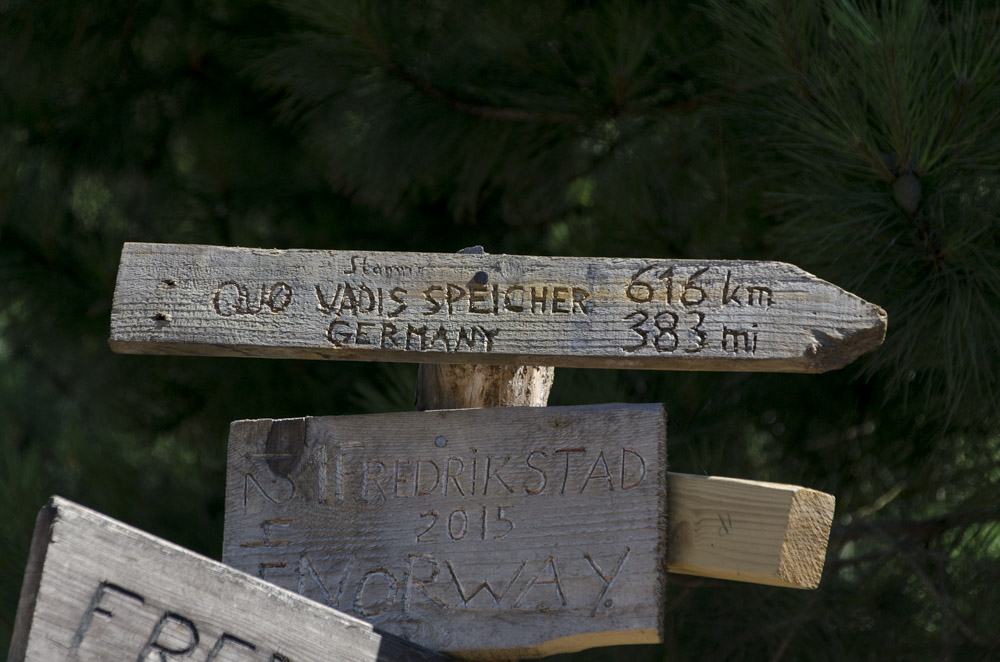 QUO VADIS SPEICHER 616 km
GERMANY 383 mi
FREDRIKSTAD
2015
NORWAY